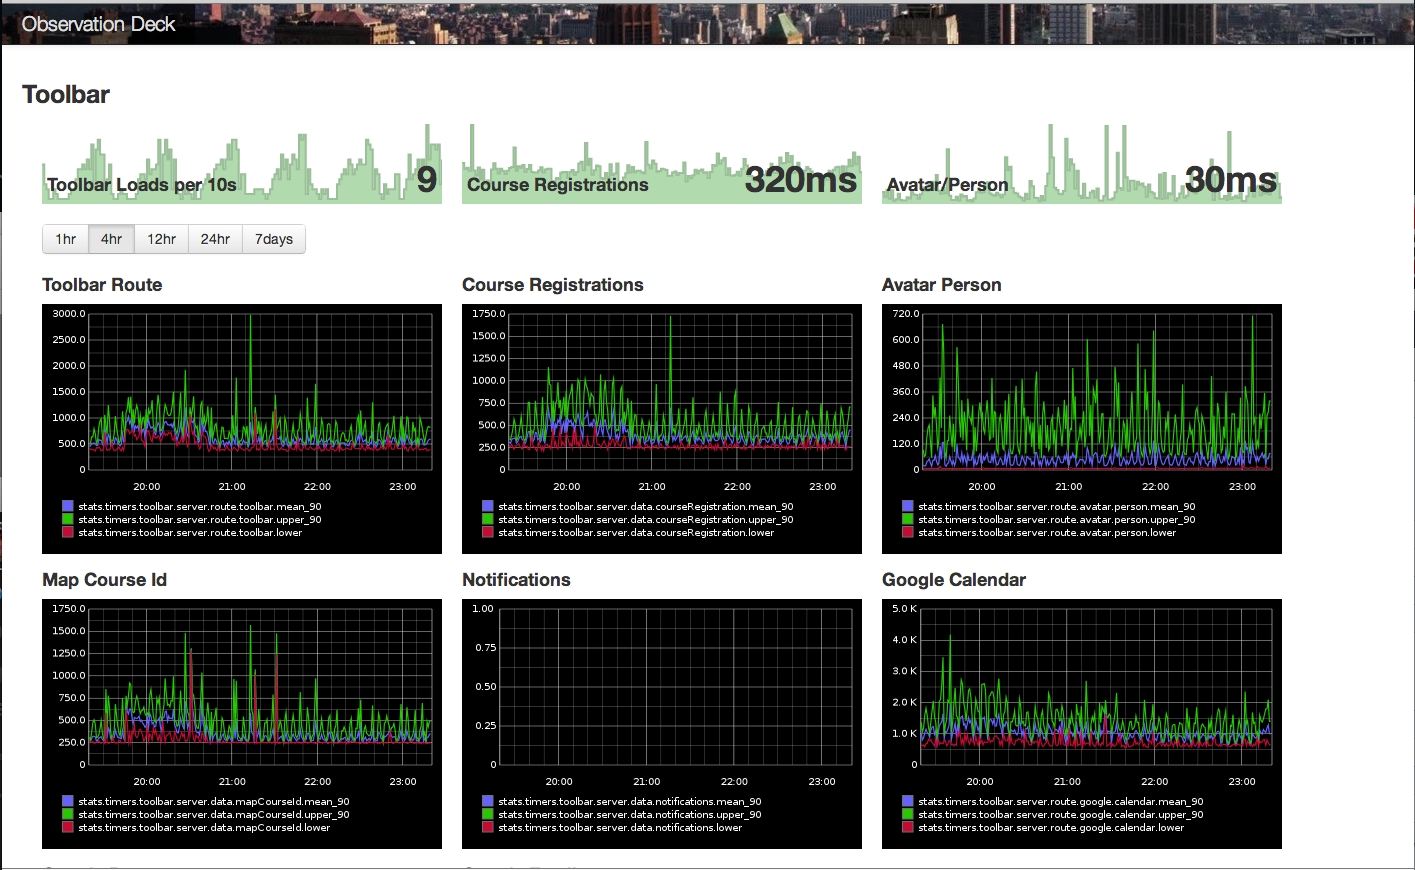 Observation Deck
Toolbar
Toolbar Loads per 10s 9
Course Registrations 320ms
Avatar/Person 30ms
1hr 4hr 12hr 24hr 7days
Toolbar Route
3000.0
2500.0
2000.0
1500.0
1000.0
500.0
0
20:00 21:00 22:00 23:00
stats.timers.toolbar.server.route.toolbar.mean_90
stats.timers.toolbar.server.route.toolbar.upper_90
stats.timers.toolbar.server.route.toolbar.lower
Course Registrations
1750.0
1500.0
1250.0
1000.0
750.0
500.0
250.0
0
20:00 21:00 22:00 23:00
stats.timers.toolbar.server.data.courseRegistration.mean_90
stats.timers.toolbar.server.data.courseRegistration.upper_90
stats.timers.toolbar.server.data.courseRegistration.lower
Avatar Person
720.0
600.0
480.0
360.0
240.0
120.0
0
20:00 21:00 22:00 23:00
stats.timers.toolbar.server.route.avatar.person.mean_90
stats.timers.toolbar.server.route.avatar.person.upper_90
stats.timers.toolbar.server.route.avatar.person.lower
Map Course Id
1750.0
1500.0
1250.0
1000.0
750.0
500.0
250.0
0
20:00 21:00 22:00 23:00
stats.timers.toolbar.server.data.mapCourseId.mean_90
stats.timers.toolbar.server.data.mapCourseId.upper_90
stats.timers.toolbar.server.data.mapCourseId.lower
Notifications
1.00
0.75
0.50
0.25
0
20:00 21:00 22:00 23:00
stats.timers.toolbar.server.data.notifications.mean_90
stats.timers.toolbar.server.data.notifications.upper_90
stats.timers.toolbar.server.data.notifications.lower
Google Calendar
5.0 K
4.0 K
3.0 K
2.0 K
1.0 K
0
20:00 21:00 22:00 23:00
stats.timers.toolbar.server.route.google.calendar.mean_90
stats.timers.toolbar.server.route.google.calendar.upper_90
stats.timers.toolbar.server.route.google.calendar.lower